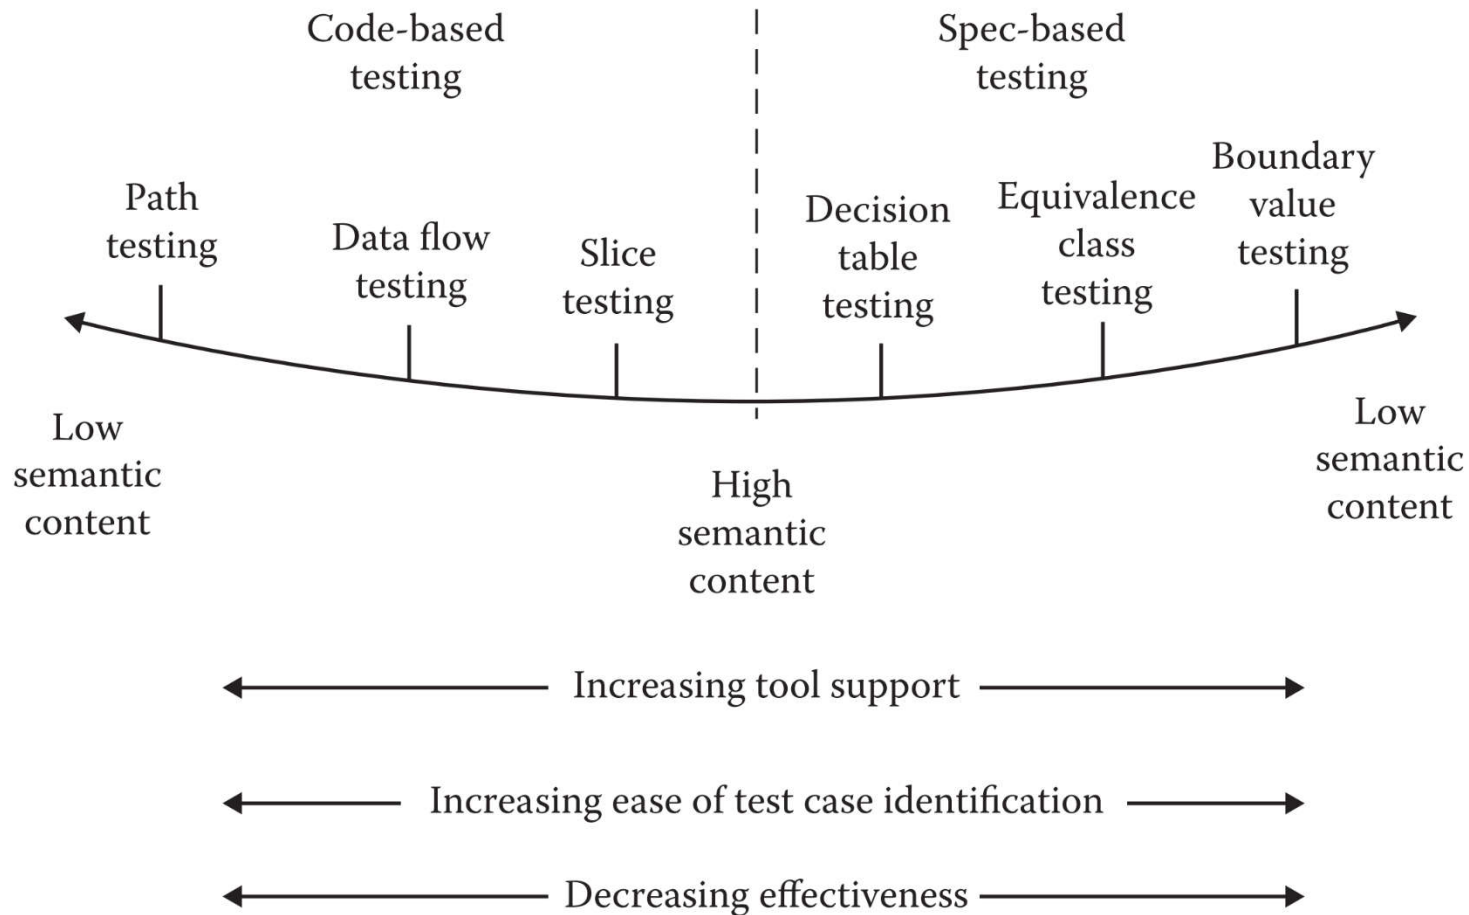 Code-based
testing
Spec-based
testing
Path
testing
Data flow
testing
Slice
testing
Decision
table
testing
Equivalence
class
testing
Boundary
value
testing
Low
semantic
content
High
semantic
content
Low
semantic
content
Increasing tool support
Increasing ease of test case identification
Decreasing effectiveness